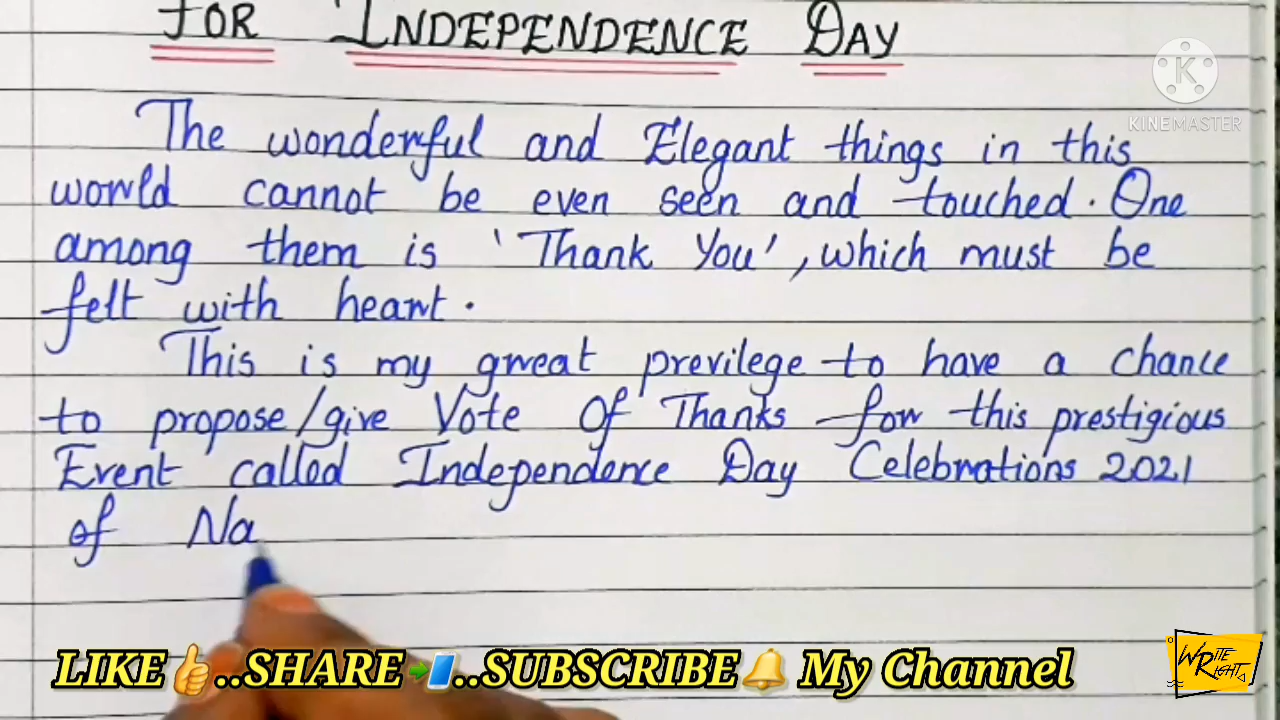 FOR INDEPENDENCE DAY
K
KINEMASTER
The wonderful and Elegant things in this
world cannot be even seen and touched. One
among them is 'Thank You', which must be
felt with heart.
This is my great previlege to have a chance
to propose/give Vote Of Thanks for this prestigious
Event called Independence Day Celebrations 2021
of Na
LIKE👍..SHARE📲..SUBSCRIBE🔔 My Channel
WRITE
RIGHT